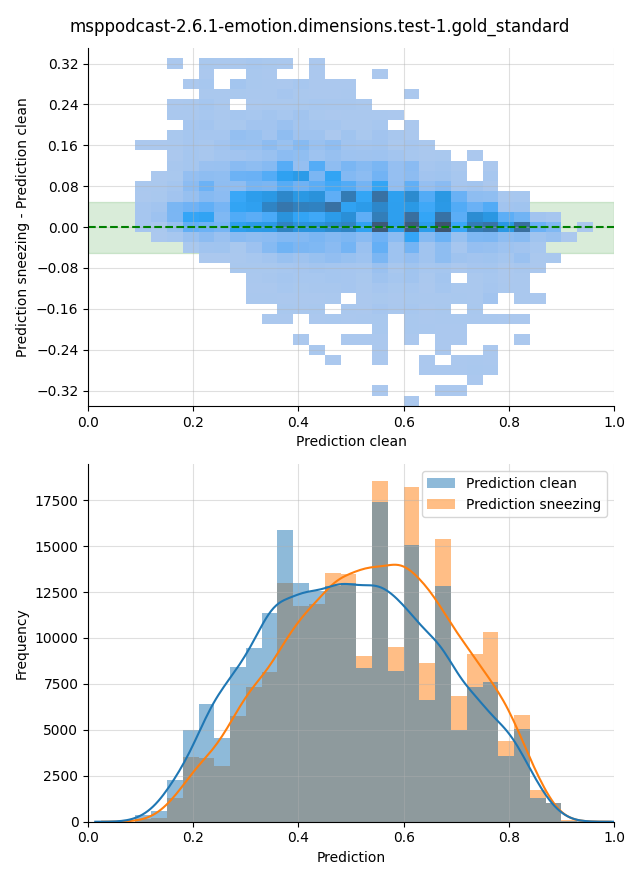 msppodcast-2.6.1-emotion.dimensions.test-1.gold_standard
0.32
0.24
0.16
0.08
0.00
−0.08
−0.16
−0.24
−0.32
Prediction sneezing - Prediction clean
0.0 0.2 0.4 0.6 0.8 1.0
Prediction clean
Prediction clean
Prediction sneezing
17500
15000
12500
10000
7500
5000
2500
0
Frequency
0.0 0.2 0.4 0.6 0.8 1.0
Prediction